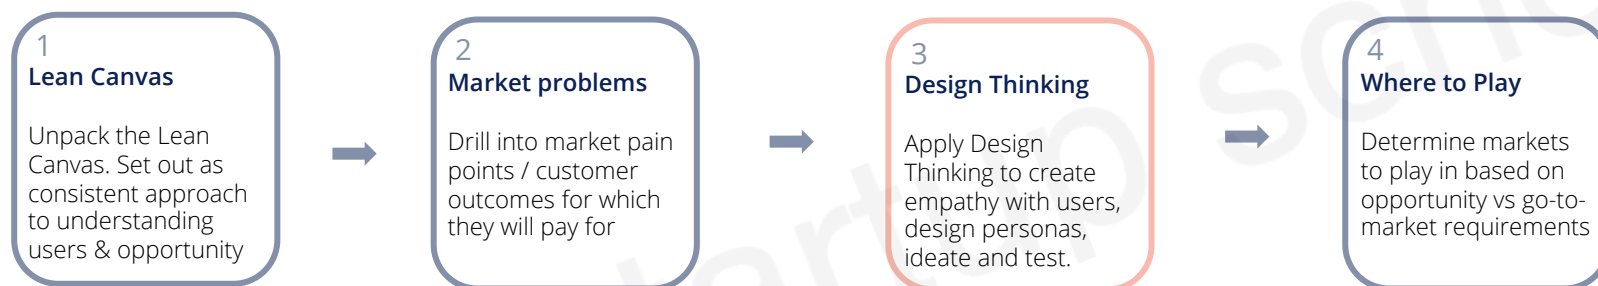 1
Lean Canvas
Unpack the Lean
Canvas. Set out as
consistent approach
to understanding
users & opportunity
2
Market problems
Drill into market pain
points / customer
outcomes for which
they will pay for
3
Design Thinking
Apply Design
Thinking to create
empathy with users,
design personas,
ideate and test.
4
Where to Play
Determine markets
to play in based on
opportunity vs go-to-
market requirements